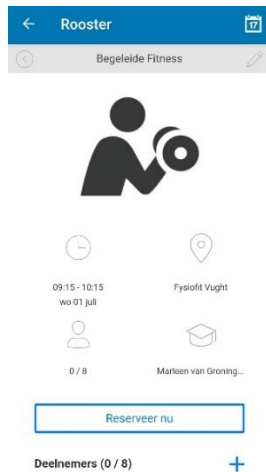 Rooster
17
Begeleide Fitness
09:15 - 10:15
wo 01 juli
Fysiofit Vught
0 / 8
Marleen van Groning...
Reserveer nu
Deelnemers (0 / 8)